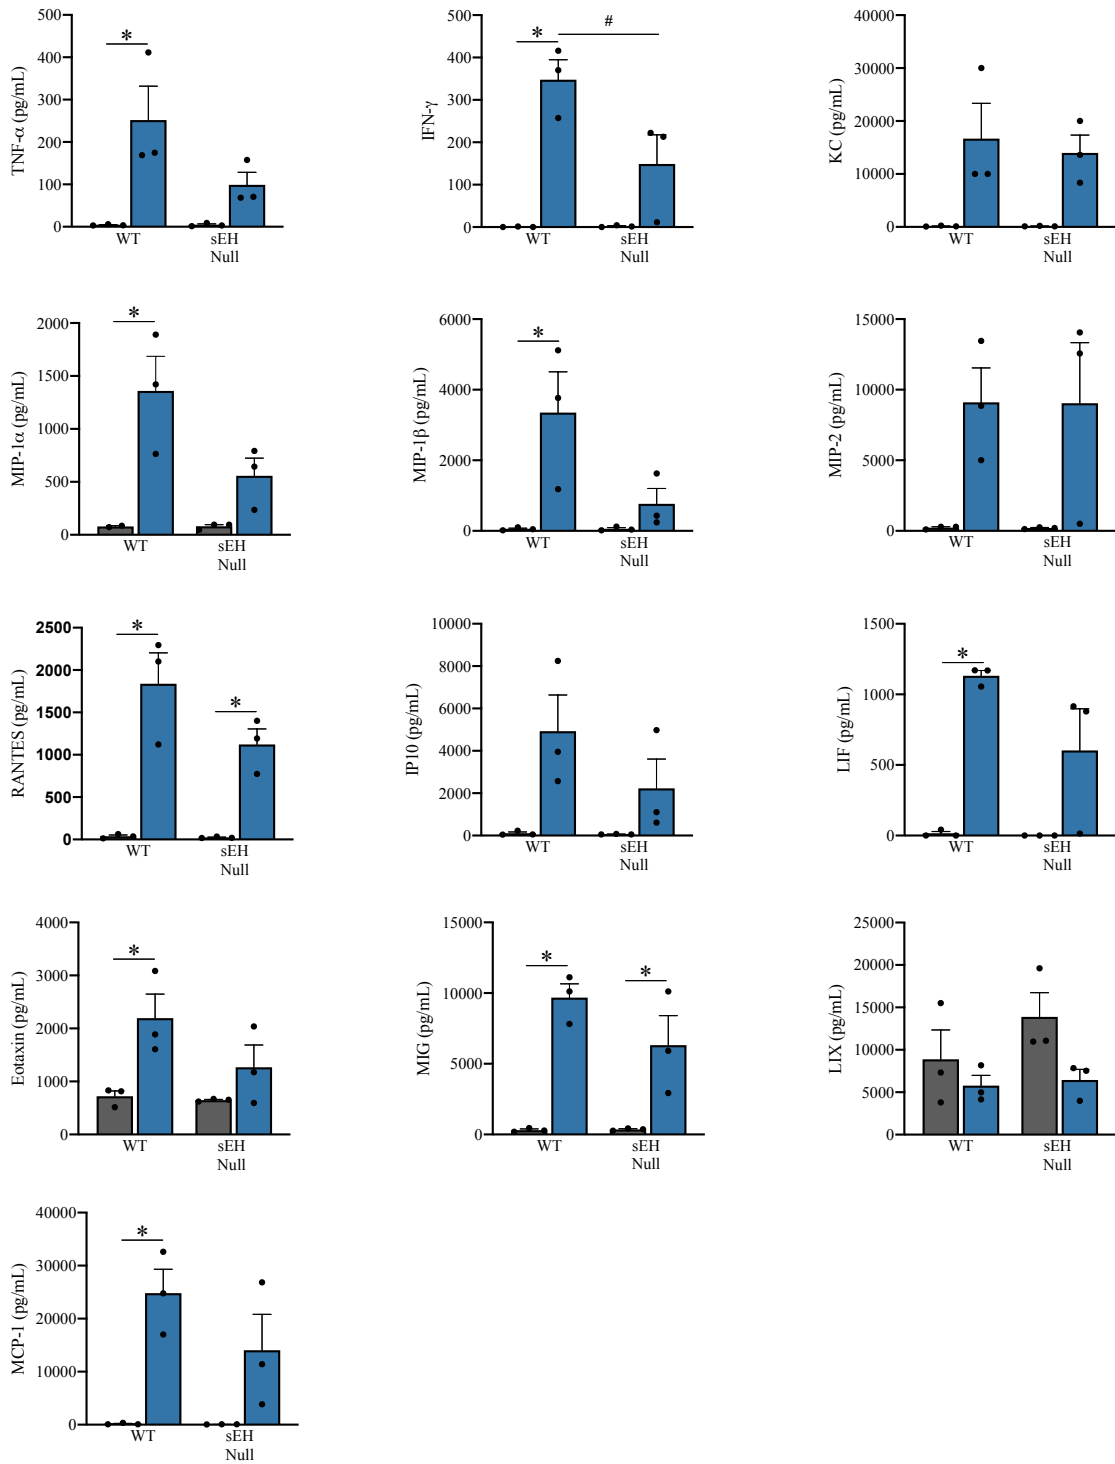 TNF-α (pg/mL)
500
400
300
200
100
0
*
WT
sEH
Null
IFN-γ
500
400
300
200
100
0
*
#
WT
sEH
Null
KC (pg/mL)
40000
30000
20000
10000
0
WT
sEH
Null
MIP-1α (pg/mL)
2000
1500
1000
500
0
*
WT
sEH
Null
MIP-1β (pg/mL)
6000
4000
2000
0
*
WT
sEH
Null
MIP-2 (pg/mL)
15000
10000
5000
0
WT
sEH
Null
RANTES (pg/mL)
2500
2000
1500
1000
500
0
*
*
WT
sEH
Null
IP10 (pg/mL)
10000
8000
6000
4000
2000
0
WT
sEH
Null
LIF (pg/mL)
1500
1000
500
0
*
WT
sEH
Null
Eotaxin (pg/mL)
4000
3000
2000
1000
0
*
WT
sEH
Null
MIG (pg/mL)
15000
10000
5000
0
*
*
WT
sEH
Null
LIX (pg/mL)
25000
20000
15000
10000
5000
0
WT
sEH
Null
MCP-1 (pg/mL)
40000
30000
20000
10000
0
*
WT
sEH
Null